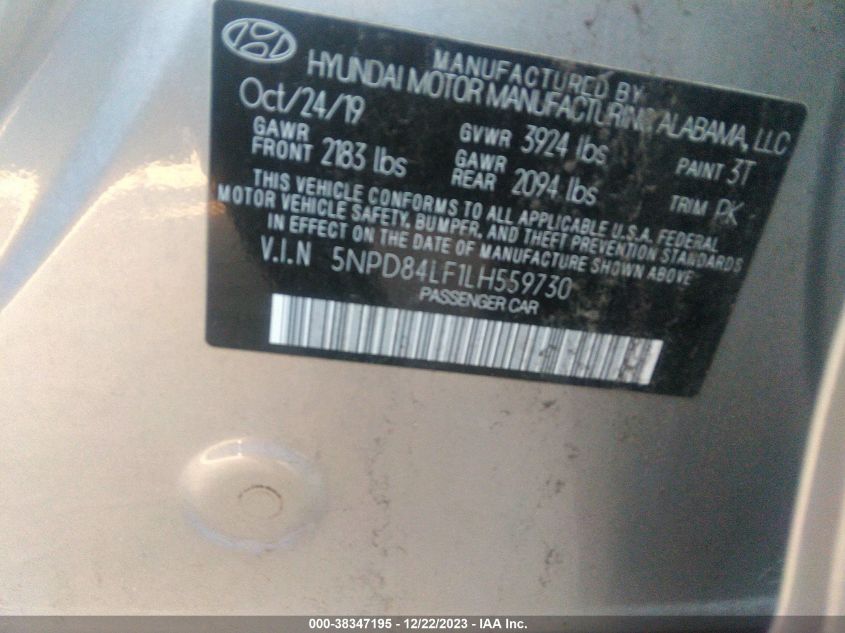 MANUFACTURED BY
HYUNDAI MOTOR MANUFACTURING ALABAMA, LLC
Oct/24/19
GAWR FRONT 2183 lbs
GVWR 3924 lbs
GAWR REAR 2094 lbs
PAINT 3T
TRIM PK
THIS VEHICLE CONFORMS TO ALL APPLICABLE U.S.A. FEDERAL
MOTOR VEHICLE SAFETY, BUMPER, AND THEFT PREVENTION STANDARDS
IN EFFECT ON THE DATE OF MANUFACTURE SHOWN ABOVE
V.I.N 5NPD84LF1LH559730
PASSENGER CAR
000-38347195 - 12/22/2023 - IAA Inc.